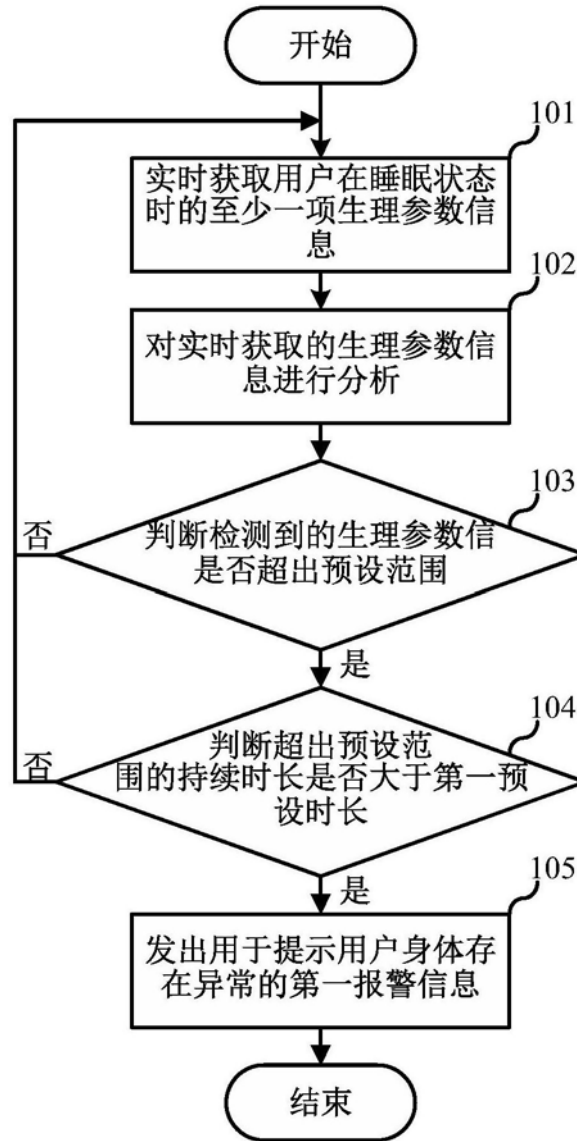 开始
101
实时获取用户在睡眠状态
时的至少一项生理参数信
息
102
对实时获取的生理参数信
息进行分析
103
判断检测到的生理参数信
是否超出预设范围
否
是
104
判断超出预设范
围的持续时长是否大于第一预
设时长
否
是
105
发出用于提示用户身体存
在异常的第一报警信息
结束